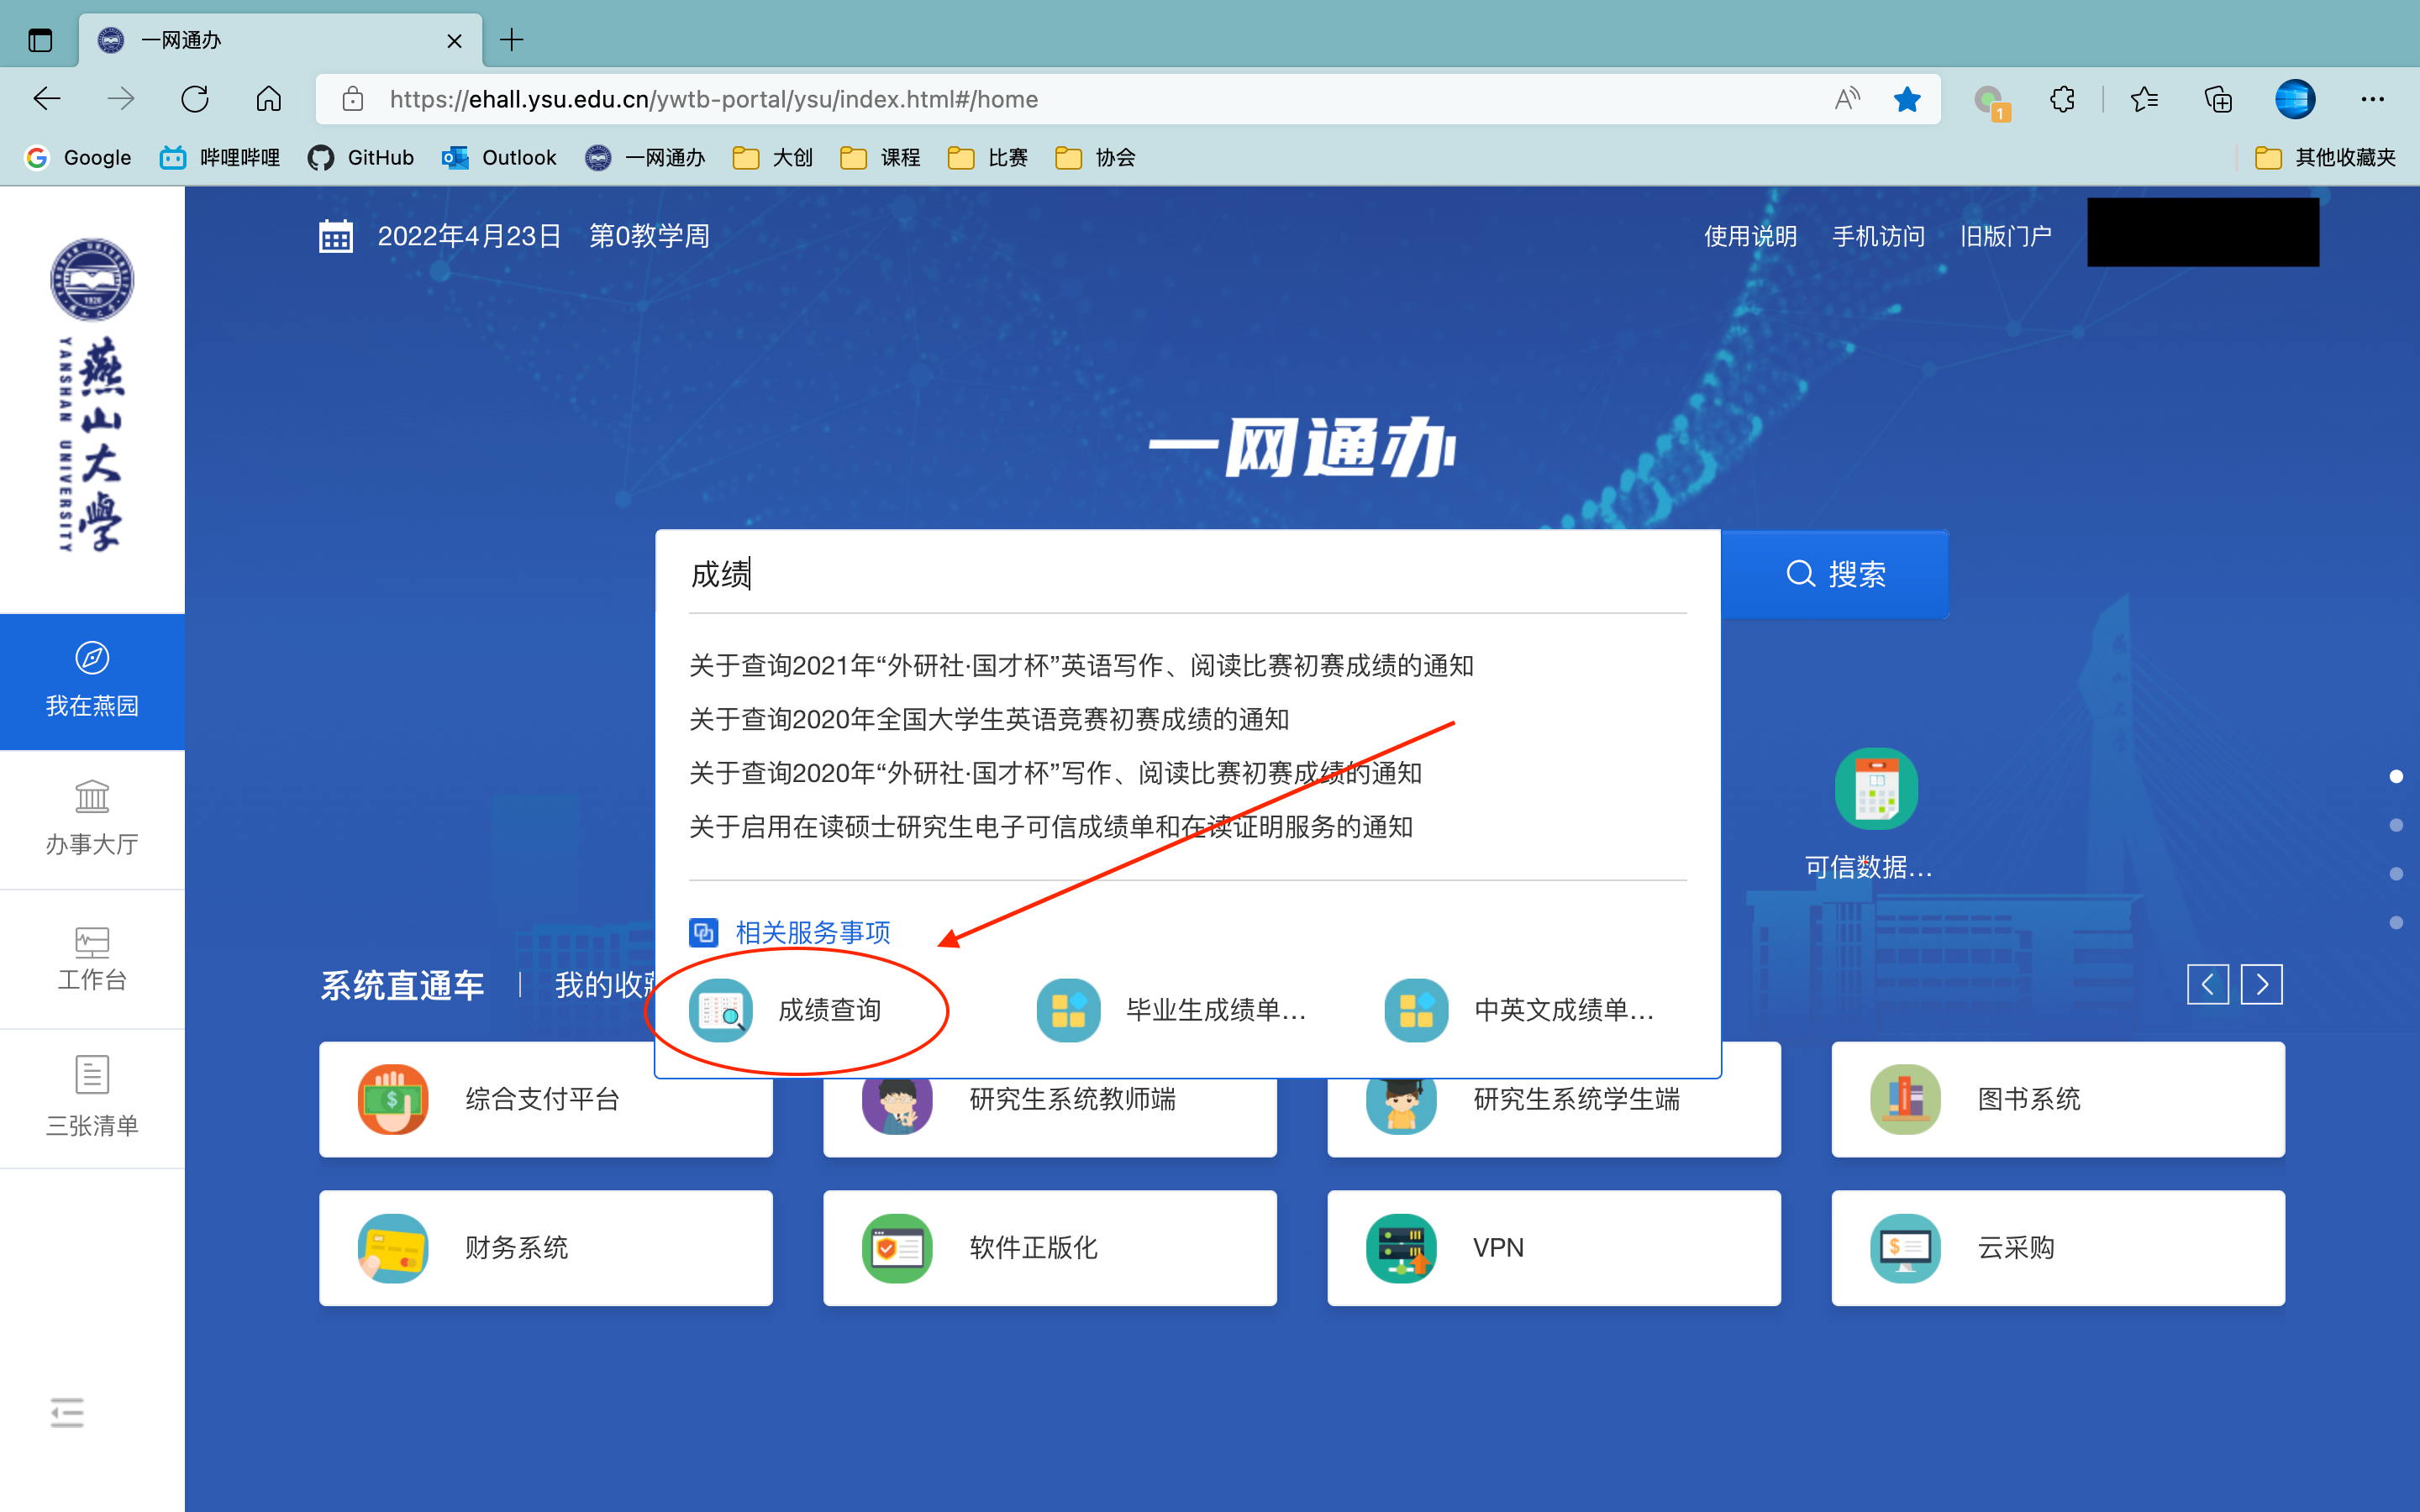 一网通办
https://ehall.ysu.edu.cn/ywtb-portal/ysu/index.html#/home
1
Google 哔哩哔哩 GitHub Outlook 一网通办 大创 课程 比赛 协会 其他收藏夹
2022年4月23日 第0教学周 使用说明 手机访问 旧版门户
YANSHAN UNIVERSITY
1920
燕山大学
YANSHAN UNIVERSITY
一网通办
成绩
搜索
关于查询2021年“外研社·国才杯”英语写作、阅读比赛初赛成绩的通知
关于查询2020年全国大学生英语竞赛初赛成绩的通知
关于查询2020年“外研社·国才杯”写作、阅读比赛初赛成绩的通知
关于启用在读硕士研究生电子可信成绩单和在读证明服务的通知
相关服务事项
成绩查询 毕业生成绩单... 中英文成绩单...
我在燕园
办事大厅
工作台
三张清单
可信数据...
系统直通车 我的收
综合支付平台 研究生系统教师端 研究生系统学生端 图书系统
财务系统 软件正版化 VPN 云采购